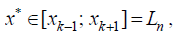 x* ∈ [x_{k−1}; x_{k+1}] = L_n ,